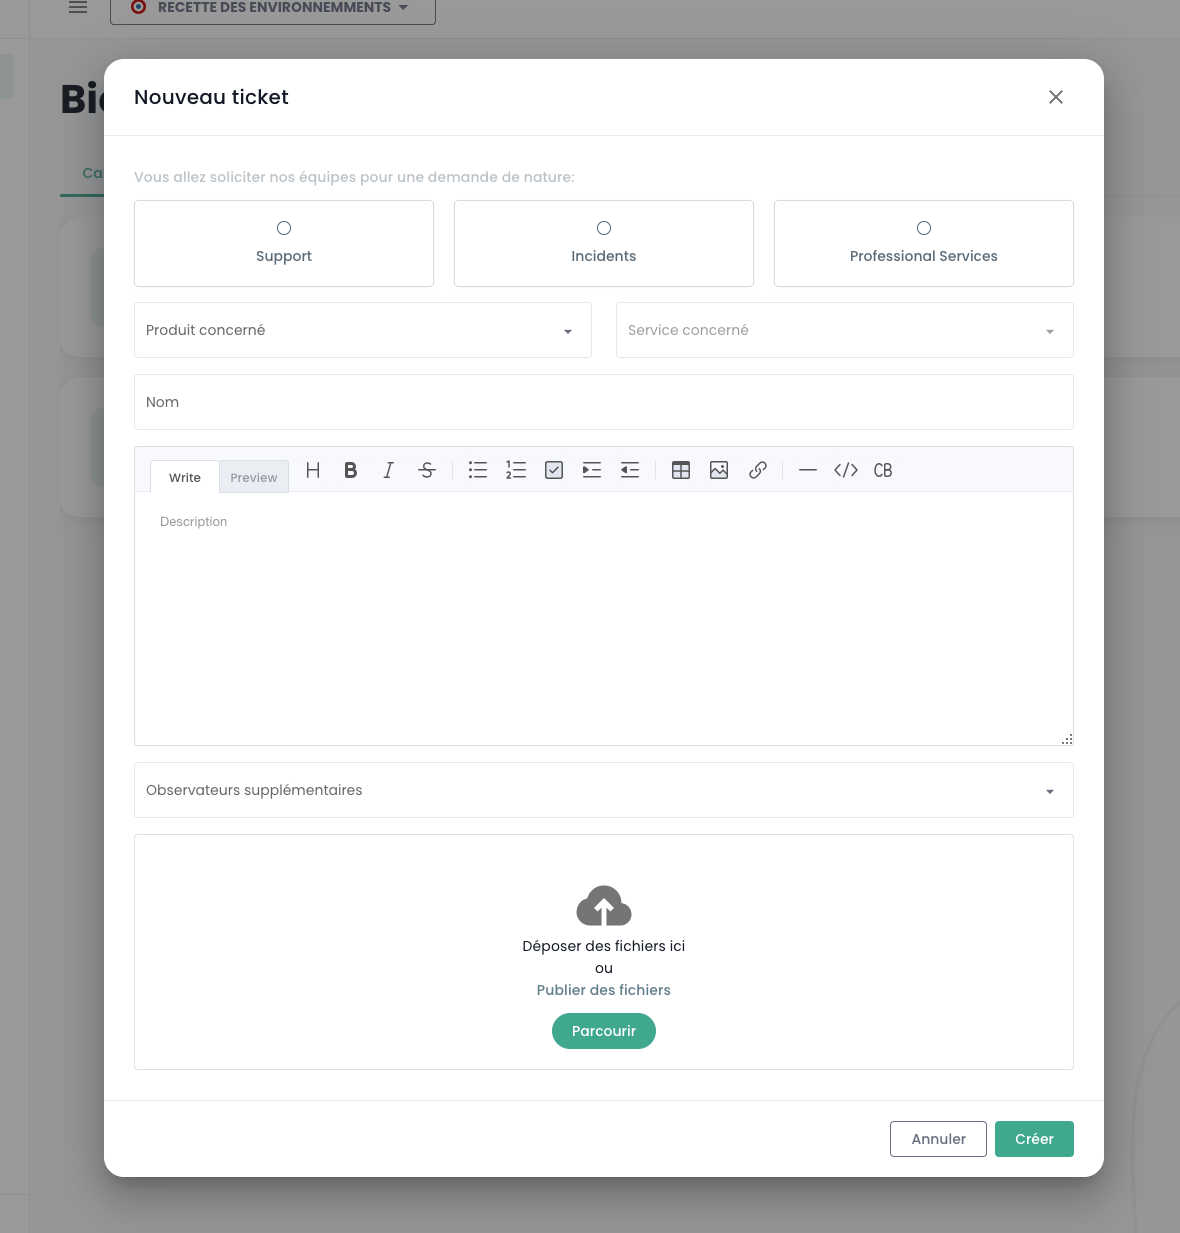 RECETTE DES ENVIRONNEMMENTS
Nouveau ticket
Vous allez soliciter nos équipes pour une demande de nature:
Support
Incidents
Professional Services
Produit concerné
Service concerné
Nom
Write
Preview
H B I S
CB
Description
Observateurs supplémentaires
Déposer des fichiers ici
ou
Publier des fichiers
Parcourir
Annuler
Créer